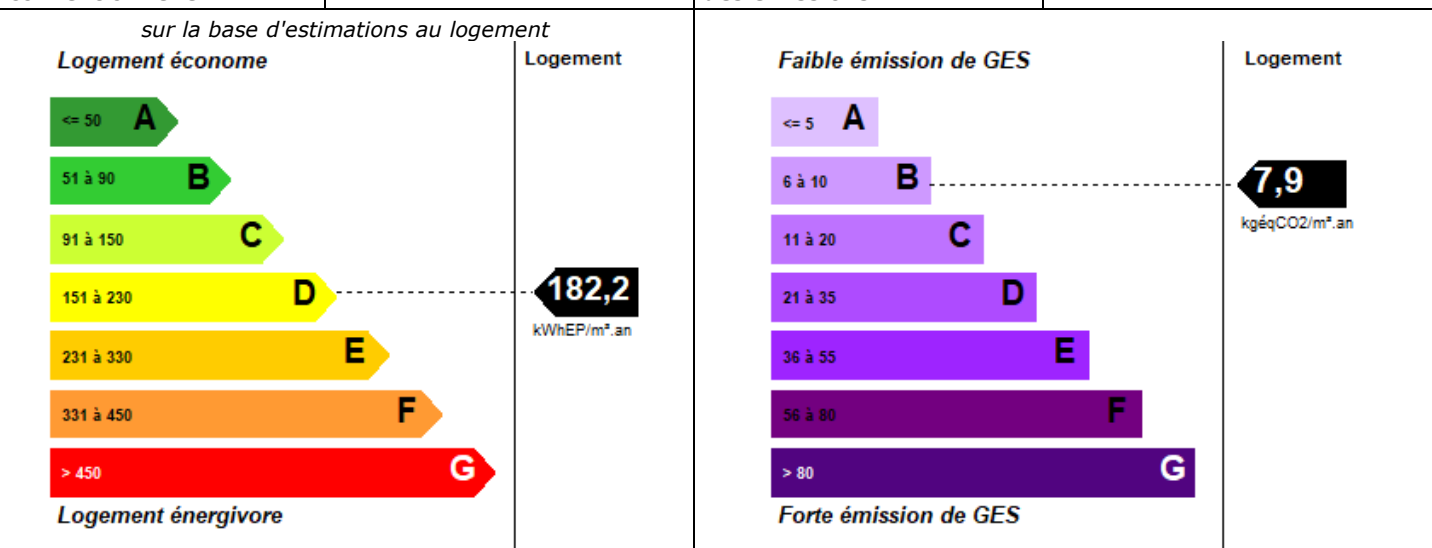 sur la base d'estimations au logement
Logement économe
Logement
<= 50 A
51 à 90 B
91 à 150 C
151 à 230 D
182,2
kWhEP/m².an
231 à 330 E
331 à 450 F
> 450 G
Logement énergivore
Faible émission de GES
Logement
<= 5 A
6 à 10 B
7,9
kgéqCO2/m².an
11 à 20 C
21 à 35 D
36 à 55 E
56 à 80 F
> 80 G
Forte émission de GES